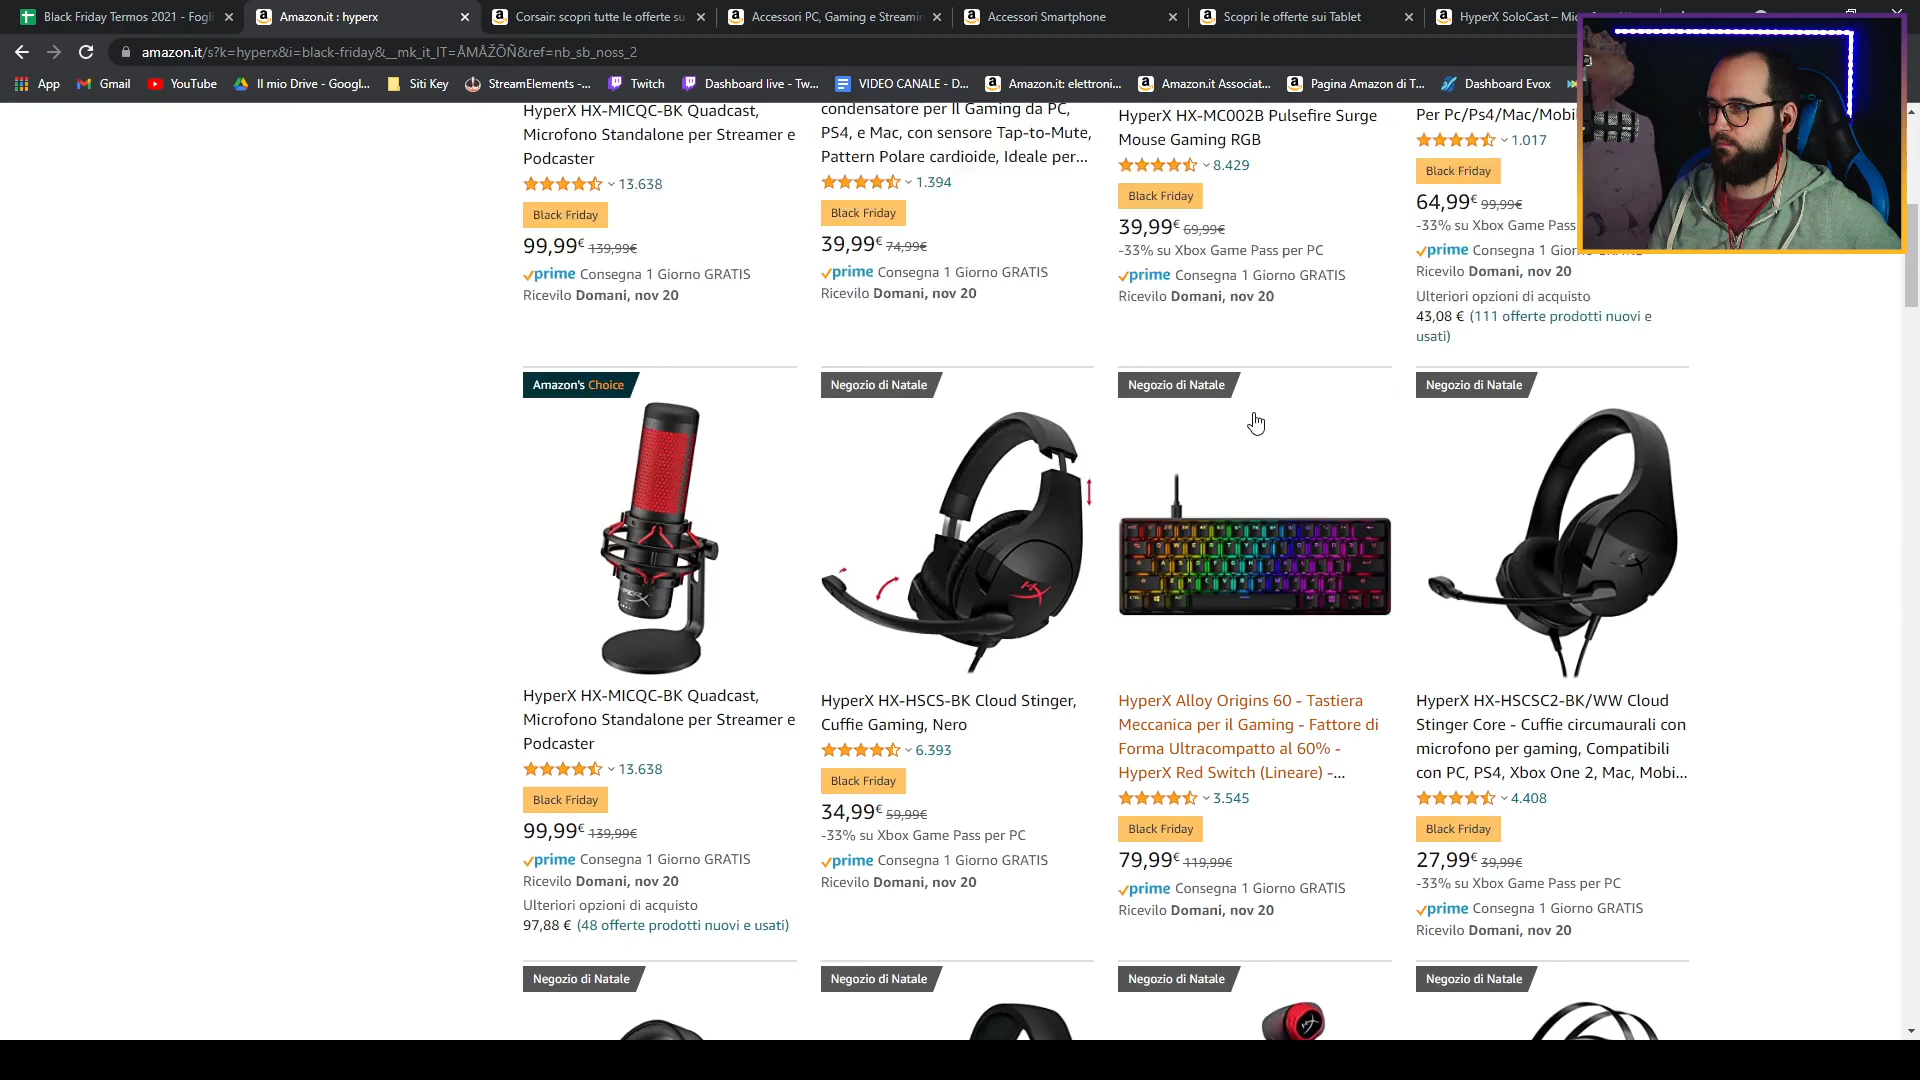 Black Friday Termos 2021 - Fogli
Amazon.it : hyperx
Corsair: scopri tutte le offerte su
Accessori PC, Gaming e Streamin
Accessori Smartphone
Scopri le offerte sui Tablet
HyperX SoloCast – Mic
amazon.it/s?k=hyperx&i=black-friday&__mk_it_IT=ÅMÅŽÕÑ&ref=nb_sb_noss_2
App
Gmail
YouTube
Il mio Drive - Googl...
Siti Key
StreamElements -...
Twitch
Dashboard live - Tw...
VIDEO CANALE - D...
Amazon.it: elettroni...
Amazon.it Associat...
Pagina Amazon di T...
Dashboard Evox
HyperX HX-MICQC-BK Quadcast,
Microfono Standalone per Streamer e
Podcaster
13.638
Black Friday
99,99€ 139,99€
prime Consegna 1 Giorno GRATIS
Ricevilo Domani, nov 20
condensatore per Il Gaming da PC,
PS4, e Mac, con sensore Tap-to-Mute,
Pattern Polare cardioide, Ideale per...
1.394
Black Friday
39,99€ 74,99€
prime Consegna 1 Giorno GRATIS
Ricevilo Domani, nov 20
HyperX HX-MC002B Pulsefire Surge
Mouse Gaming RGB
8.429
Black Friday
39,99€ 69,99€
-33% su Xbox Game Pass per PC
prime Consegna 1 Giorno GRATIS
Ricevilo Domani, nov 20
Per Pc/Ps4/Mac/Mobi
1.017
Black Friday
64,99€ 99,99€
-33% su Xbox Game Pass
prime Consegna 1 Gior
Ricevilo Domani, nov 20
Ulteriori opzioni di acquisto
43,08 € (111 offerte prodotti nuovi e
usati)
Amazon's Choice
HyperX HX-MICQC-BK Quadcast,
Microfono Standalone per Streamer e
Podcaster
13.638
Black Friday
99,99€ 139,99€
prime Consegna 1 Giorno GRATIS
Ricevilo Domani, nov 20
Ulteriori opzioni di acquisto
97,88 € (48 offerte prodotti nuovi e usati)
Negozio di Natale
HyperX HX-HSCS-BK Cloud Stinger,
Cuffie Gaming, Nero
6.393
Black Friday
34,99€ 59,99€
-33% su Xbox Game Pass per PC
prime Consegna 1 Giorno GRATIS
Ricevilo Domani, nov 20
Negozio di Natale
HyperX Alloy Origins 60 - Tastiera
Meccanica per il Gaming - Fattore di
Forma Ultracompatto al 60% -
HyperX Red Switch (Lineare) -...
3.545
Black Friday
79,99€ 119,99€
prime Consegna 1 Giorno GRATIS
Ricevilo Domani, nov 20
Negozio di Natale
HyperX HX-HSCSC2-BK/WW Cloud
Stinger Core - Cuffie circumaurali con
microfono per gaming, Compatibili
con PC, PS4, Xbox One 2, Mac, Mobi...
4.408
Black Friday
27,99€ 39,99€
-33% su Xbox Game Pass per PC
prime Consegna 1 Giorno GRATIS
Ricevilo Domani, nov 20
Negozio di Natale
Negozio di Natale
Negozio di Natale
Negozio di Natale